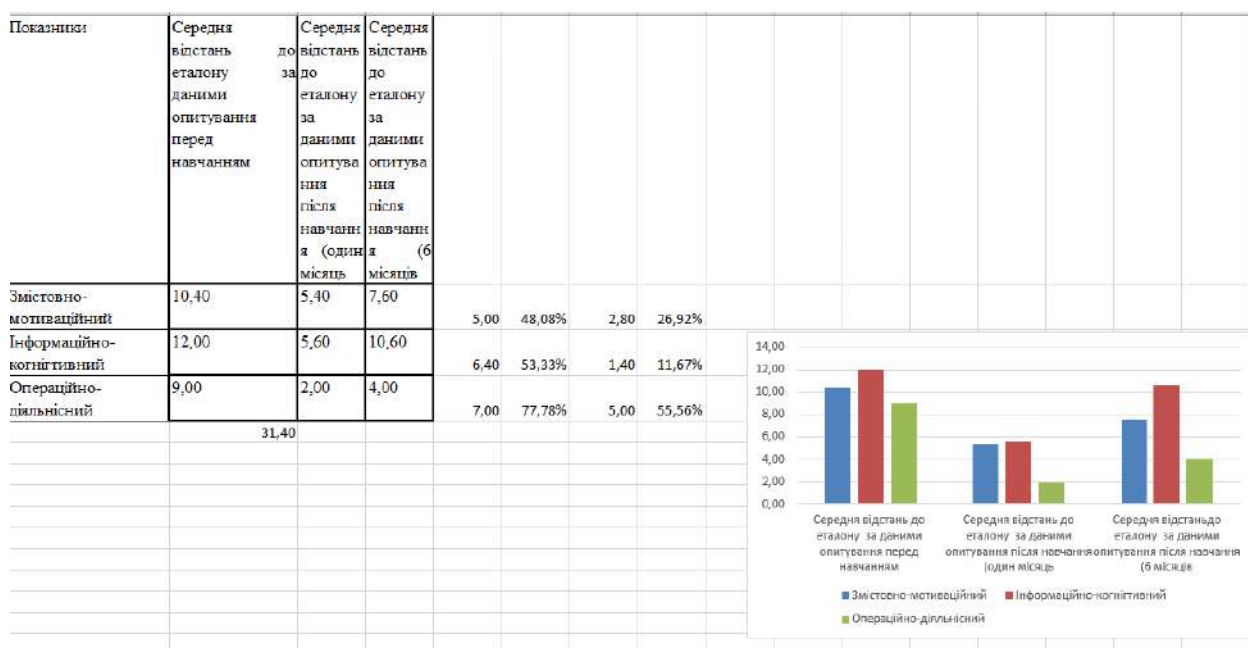 Показники
Середня
відстань до
еталону за
даними
опитування
перед
навчанням
Середня
відстань
до
еталону
за
даними
опитува
ння
після
навчанн
я (один
місяць
Середня
відстань
до
еталону
за
даними
опитува
ння
після
навчанн
я (6
місяців
Змістовно-
мотиваційний
10,40
5,40
7,60
5,00 48,08% 2,80 26,92%
Інформаційно-
когнітивний
12,00
5,60
10,60
6,40 53,33% 1,40 11,67%
Операційно-
діяльнісний
9,00
2,00
4,00
7,00 77,78% 5,00 55,56%
31,40
14,00
12,00
10,00
8,00
6,00
4,00
2,00
0,00
Середня відстань до
еталону за даними
опитування перед
навчанням
Середня відстань до
еталону за даними
опитування після навчання
(один місяць
Середня відстаньдо
еталону за даними
опитування після навчання
(6 місяців
Змістовно-мотиваційний
Інформаційно-когнітивний
Операційно-діяльнісний